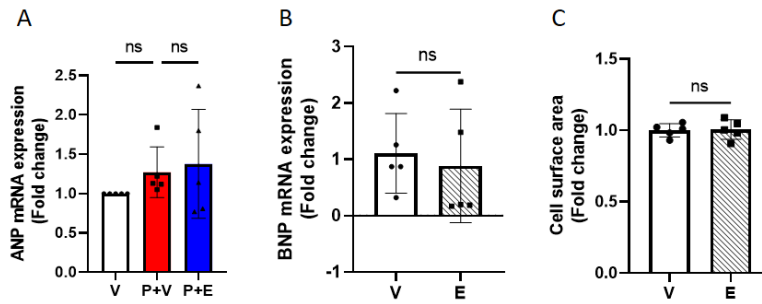 A
ns
ns
ANP mRNA expression
(Fold change)
2.5
2.0
1.5
1.0
0.5
0.0
V
P+V
P+E
B
ns
BNP mRNA expression
(Fold change)
3
2
1
0
-1
V
E
C
ns
Cell surface area
(Fold change)
1.5
1.0
0.5
0.0
V
E